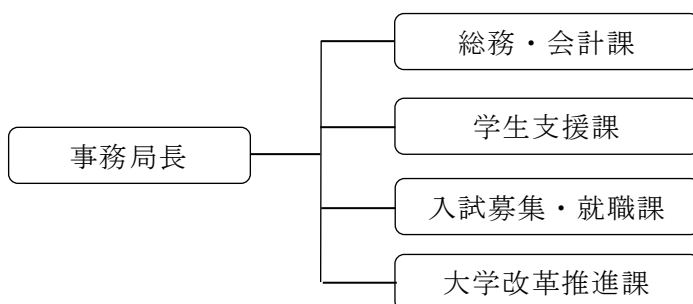 総務・会計課
学生支援課
事務局長
入試募集・就職課
大学改革推進課